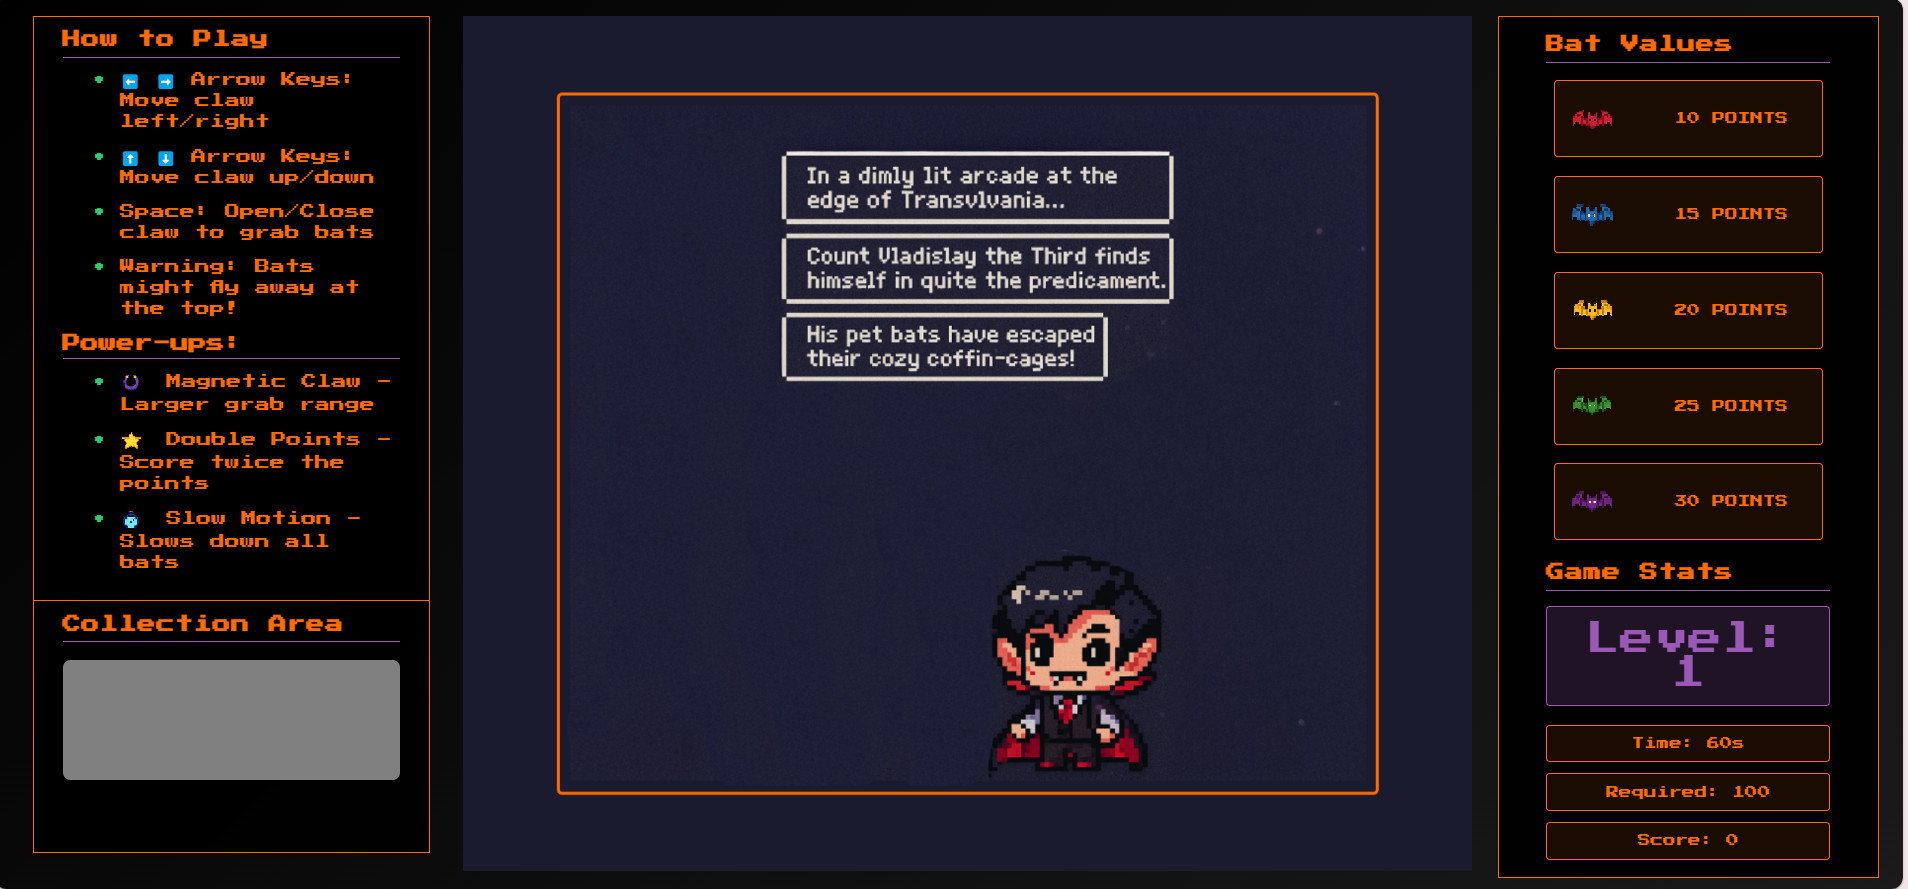 How to Play
Arrow Keys:
Move claw
left/right
Arrow Keys:
Move claw up/down
Space: Open/Close
claw to grab bats
Warning: Bats
might fly away at
the top!
Power-ups:
Magnetic Claw -
Larger grab range
Double Points -
Score twice the
points
Slow Motion -
Slows down all
bats
Collection Area
In a dimly lit arcade at the
edge of Transvlvania...
Count Vladislay the Third finds
himself in quite the predicament.
His pet bats have escaped
their cozy coffin-cages!
Bat Values
10 POINTS
15 POINTS
20 POINTS
25 POINTS
30 POINTS
Game Stats
Level:
1
Time: 60s
Required: 100
Score: 0